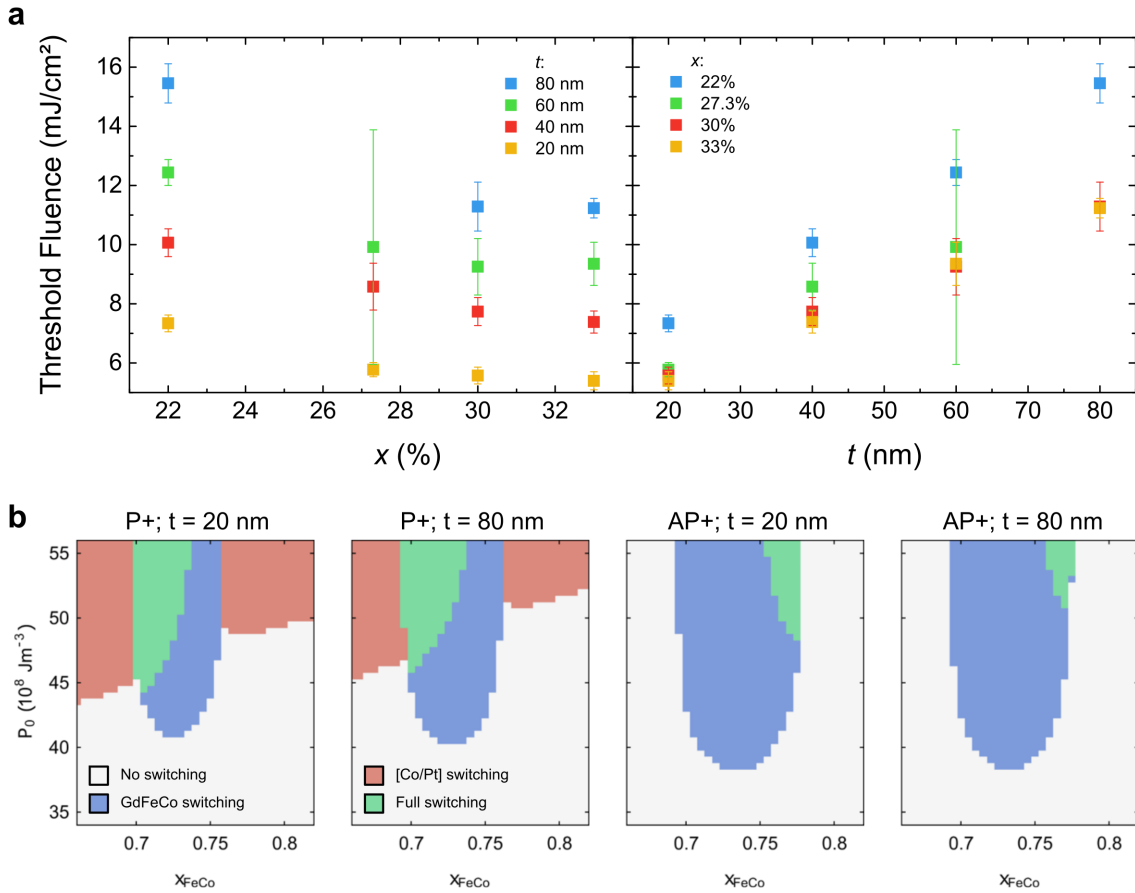 a
Threshold Fluence (mJ/cm²)
16
14
12
10
8
6
t:
80 nm
60 nm
40 nm
20 nm
x:
22%
27.3%
30%
33%
22 24 26 28 30 32
20 30 40 50 60 70 80
x (%)
t (nm)
b
P+; t = 20 nm
P+; t = 80 nm
AP+; t = 20 nm
AP+; t = 80 nm
P₀ (10⁸ Jm⁻³)
55
50
45
40
35
No switching
GdFeCo switching
[Co/Pt] switching
Full switching
0.7 0.75 0.8
0.7 0.75 0.8
0.7 0.75 0.8
0.7 0.75 0.8
xFeCo
xFeCo
xFeCo
xFeCo